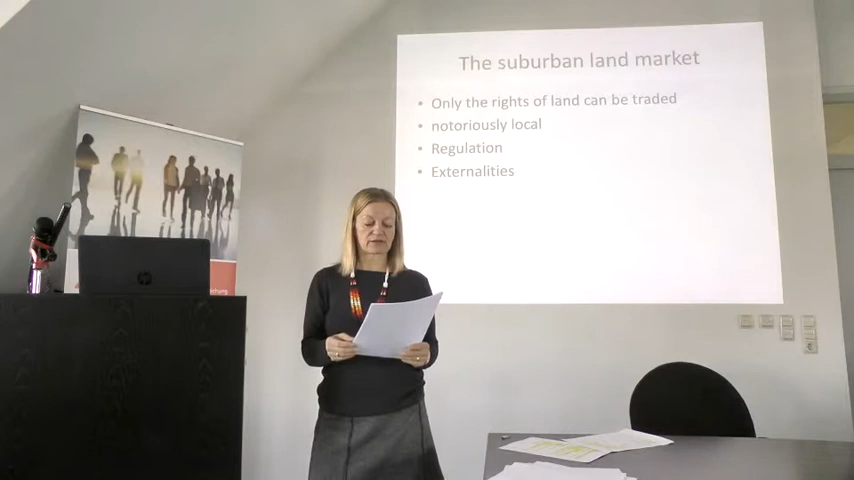 The suburban land market
• Only the rights of land can be traded
• notoriously local
• Regulation
• Externalities